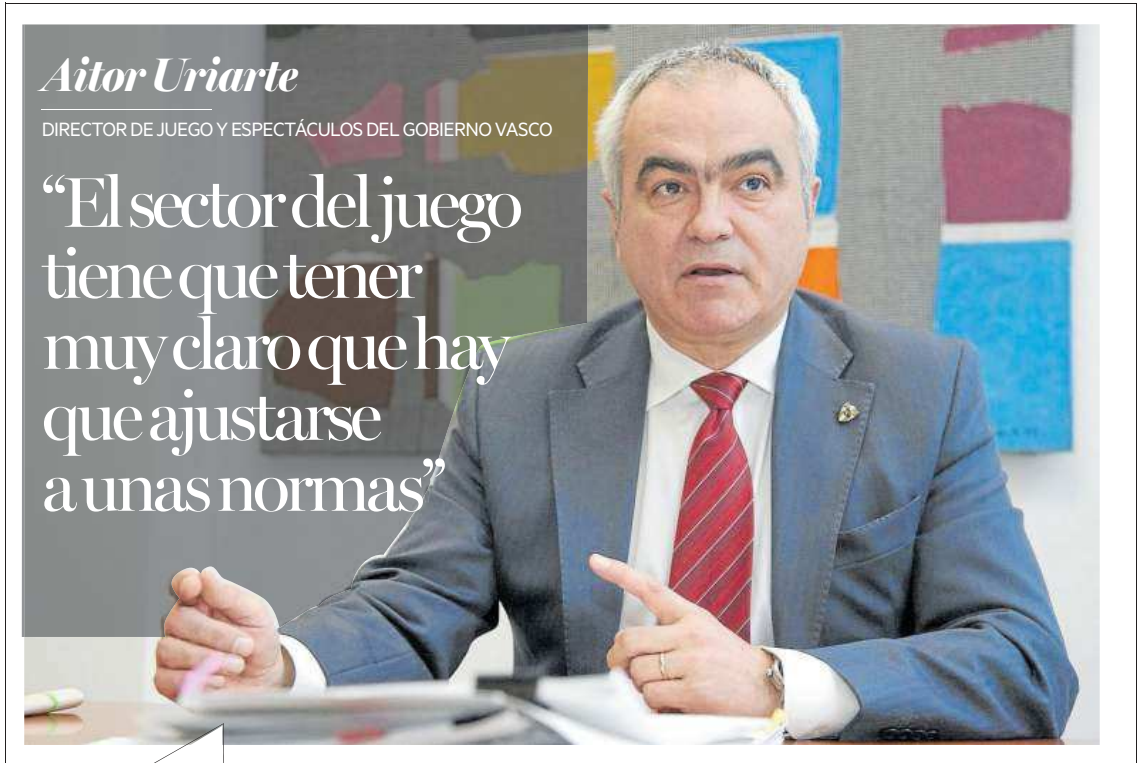 Aitor Uriarte
DIRECTOR DE JUEGO Y ESPECTÁCULOS DEL GOBIERNO VASCO
“El sector del juego
tiene que tener
muy claro que hay
que ajustarse
a unas normas”